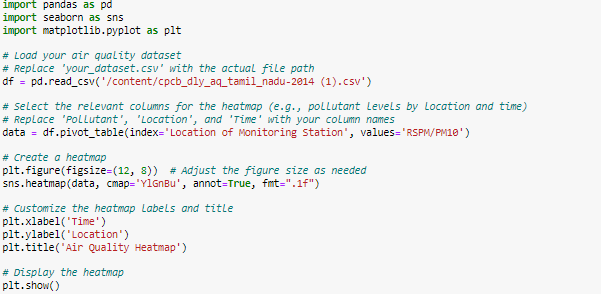 import pandas as pd
import seaborn as sns
import matplotlib.pyplot as plt
# Load your air quality dataset
# Replace 'your_dataset.csv' with the actual file path
df = pd.read_csv('/content/cpcb_dly_aq_tamil_nadu-2014 (1).csv')
# Select the relevant columns for the heatmap (e.g., pollutant levels by location and time)
# Replace 'Pollutant', 'Location', and 'Time' with your column names
data = df.pivot_table(index='Location of Monitoring Station', values='RSPM/PM10')
# Create a heatmap
plt.figure(figsize=(12, 8))  # Adjust the figure size as needed
sns.heatmap(data, cmap='YlGnBu', annot=True, fmt=".1f")
# Customize the heatmap labels and title
plt.xlabel('Time')
plt.ylabel('Location')
plt.title('Air Quality Heatmap')
# Display the heatmap
plt.show()